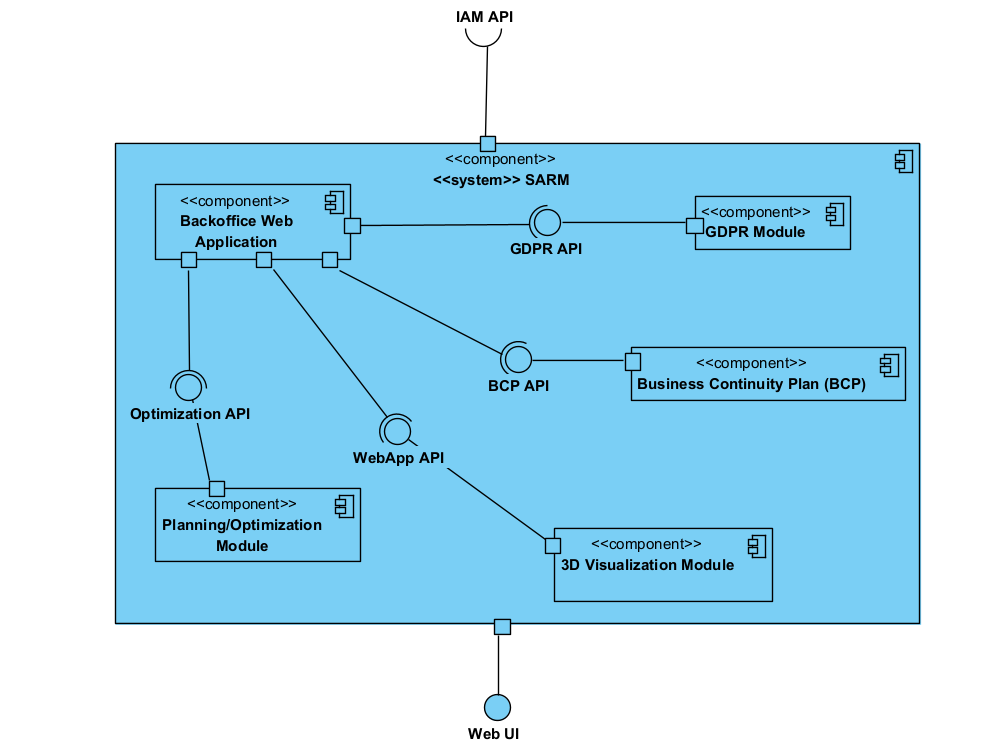 IAM API
<<component>>
<<system>> SARM
<<component>>
Backoffice Web
Application
<<component>>
GDPR Module
GDPR API
<<component>>
Business Continuity Plan (BCP)
BCP API
Optimization API
WebApp API
<<component>>
Planning/Optimization
Module
<<component>>
3D Visualization Module
Web UI